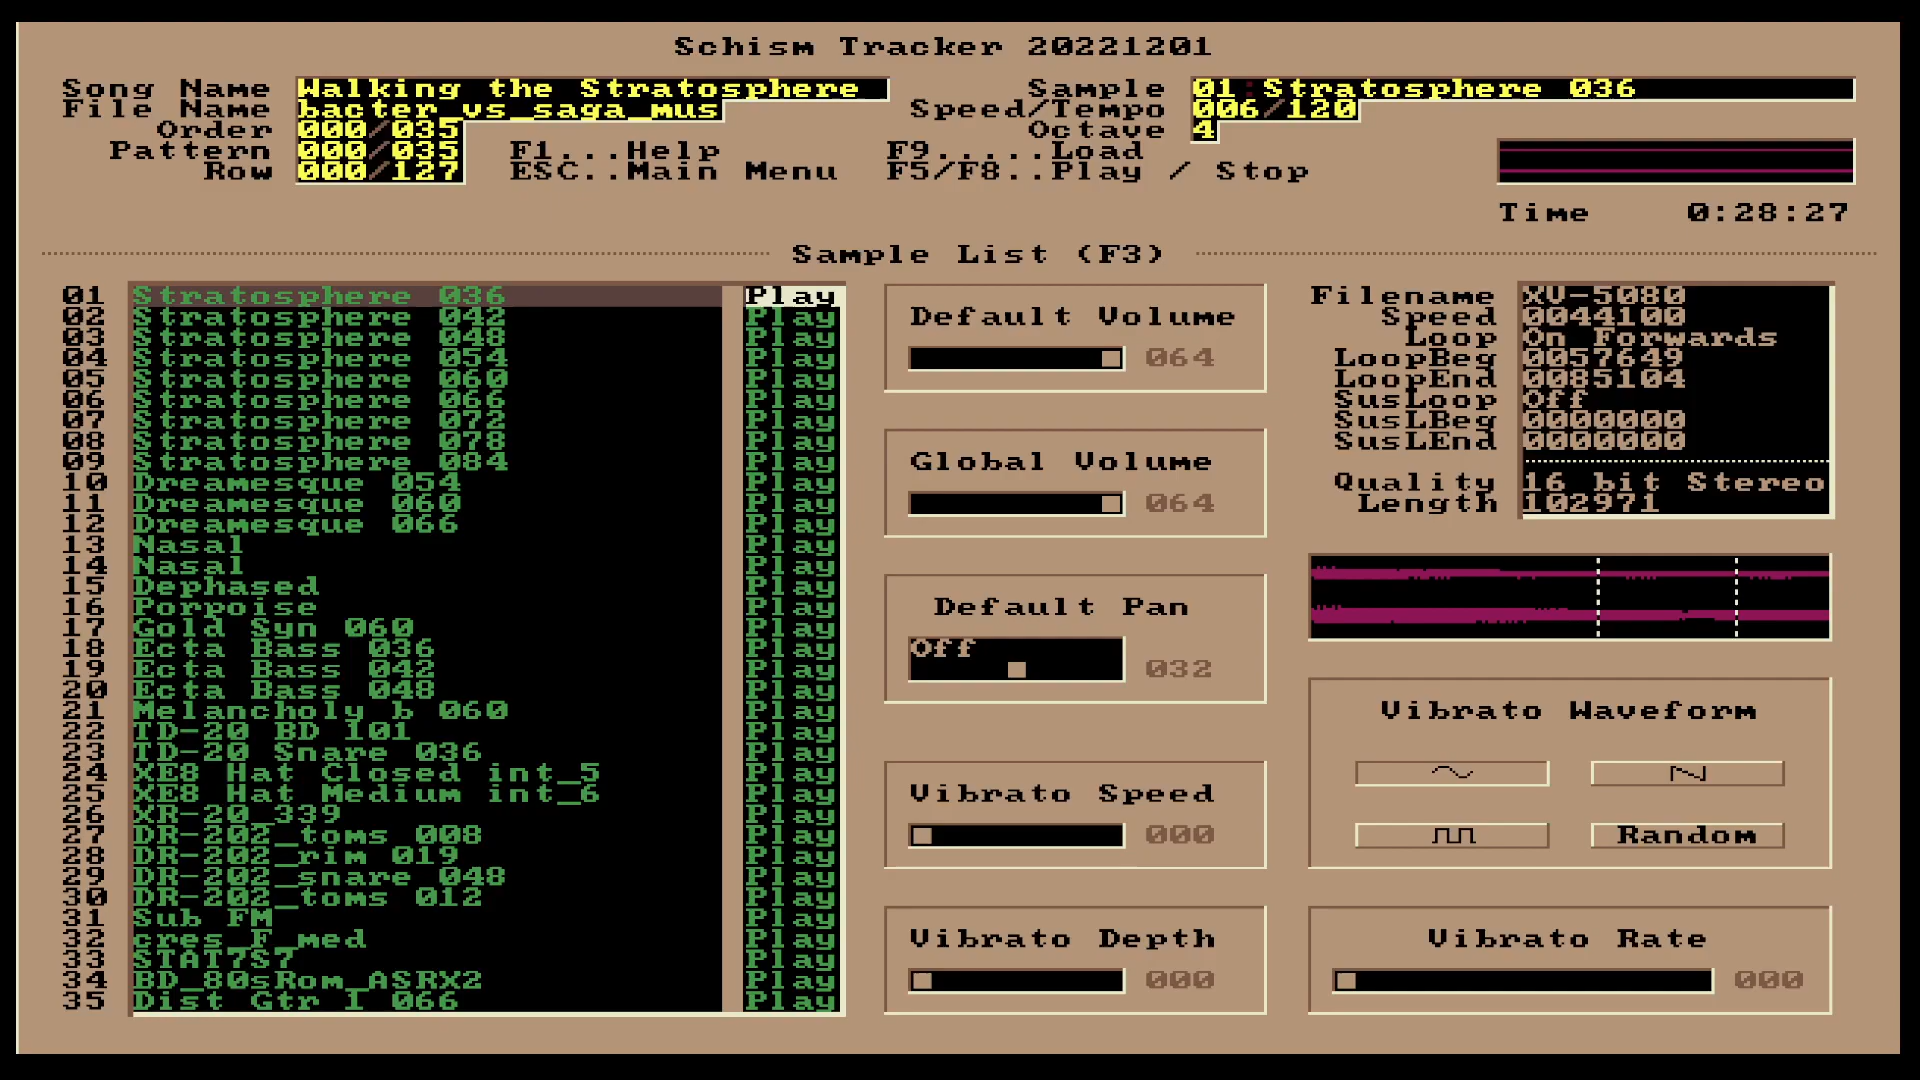 Schism Tracker 20221201
Song Name Walking the Stratosphere
Sample 01:Stratosphere 036
File Name bacter_vs_saga_mus
Speed/Tempo 006/120
Order 000/035
Octave 4
Pattern 000/035 F1...Help F9.....Load
Row 000/127 ESC..Main Menu F5/F8..Play / Stop
Time 0:28:27
Sample List (F3)
01 Stratosphere 036 Play
02 Stratosphere 042 Play
03 Stratosphere 048 Play
04 Stratosphere 054 Play
05 Stratosphere 060 Play
06 Stratosphere 066 Play
07 Stratosphere 072 Play
08 Stratosphere 078 Play
09 Stratosphere 084 Play
10 Dreamesque 054 Play
11 Dreamesque 060 Play
12 Dreamesque 066 Play
13 Nasal Play
14 Nasal Play
15 Dephased Play
16 Porpoise Play
17 Gold Syn 060 Play
18 Ecta Bass 036 Play
19 Ecta Bass 042 Play
20 Ecta Bass 048 Play
21 Melancholy b 060 Play
22 TD-20 BD 101 Play
23 TD-20 Snare 036 Play
24 XE8 Hat Closed int_5 Play
25 XE8 Hat Medium int_6 Play
26 XR-20_339 Play
27 DR-202_toms 008 Play
28 DR-202_rim 019 Play
29 DR-202_snare 048 Play
30 DR-202_toms 012 Play
31 Sub FM Play
32 cres_F_med Play
33 STAT7S7 Play
34 BD_80sRom_ASRX2 Play
35 Dist Gtr 1 066 Play
Default Volume
064
Global Volume
064
Default Pan
Off
032
Vibrato Speed
000
Vibrato Depth
000
Filename XV-5080
Speed 0044100
Loop On Forwards
LoopBeg 0057649
LoopEnd 0085104
SusLoop Off
SusLBeg 0000000
SusLEnd 0000000
Quality 16 bit Stereo
Length 102971
Vibrato Waveform
Random
Vibrato Rate
000